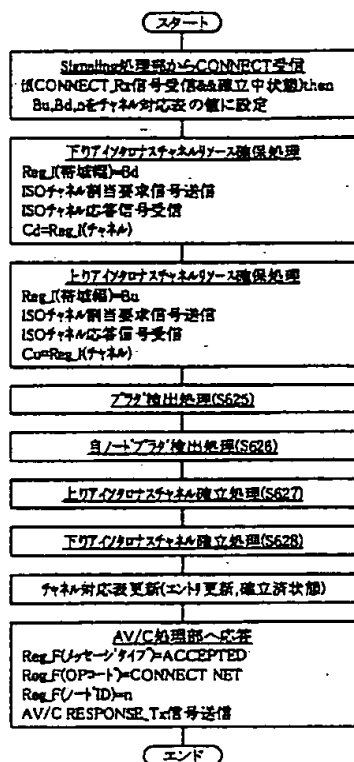 スタート
Signaling処理部からCONNECT受信
if(CONNECT_Rx信号受信&&確立中状態)then
Bu,Bd,nをチャネル対応表の値に設定
下りアイソクロナスチャネルリソース確保処理
Reg_I(帯域幅)=Bd
ISOチャネル割当要求信号送信
ISOチャネル応答信号受信
Cd=Reg_I(チャネル)
上りアイソクロナスチャネルリソース確保処理
Reg_I(帯域幅)=Bu
ISOチャネル割当要求信号送信
ISOチャネル応答信号受信
Cu=Reg_I(チャネル)
プラグ検出処理(S625)
自ノードプラグ検出処理(S626)
上りアイソクロナスチャネル確立処理(S627)
下りアイソクロナスチャネル確立処理(S628)
チャネル対応表更新(エントリ更新,確立済状態)
AV/C処理部へ応答
Reg_F(メッセージタイプ)=ACCEPTED
Reg_F(OPコード)=CONNECT NET
Reg_F(ノードID)=n
AV/C RESPONSE_Tx信号送信
エンド